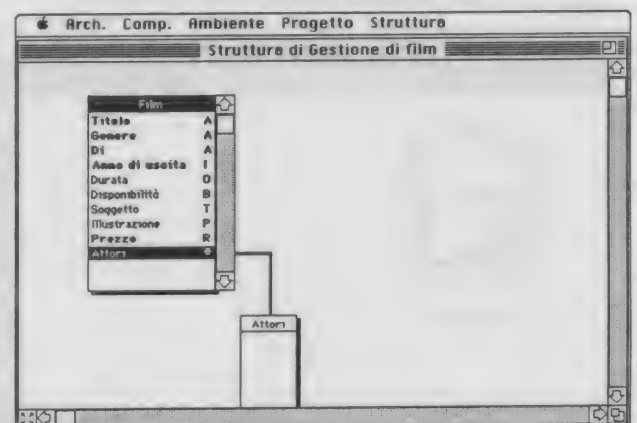 Arch. Comp. Ambiente Progetto Struttura
Struttura di Gestione di film
Film
Titolo A
Genere A
Di A
Anno di uscita I
Durata D
Disponibilità B
Soggetto T
Illustrazione P
Prezzo R
Attori *
Attori